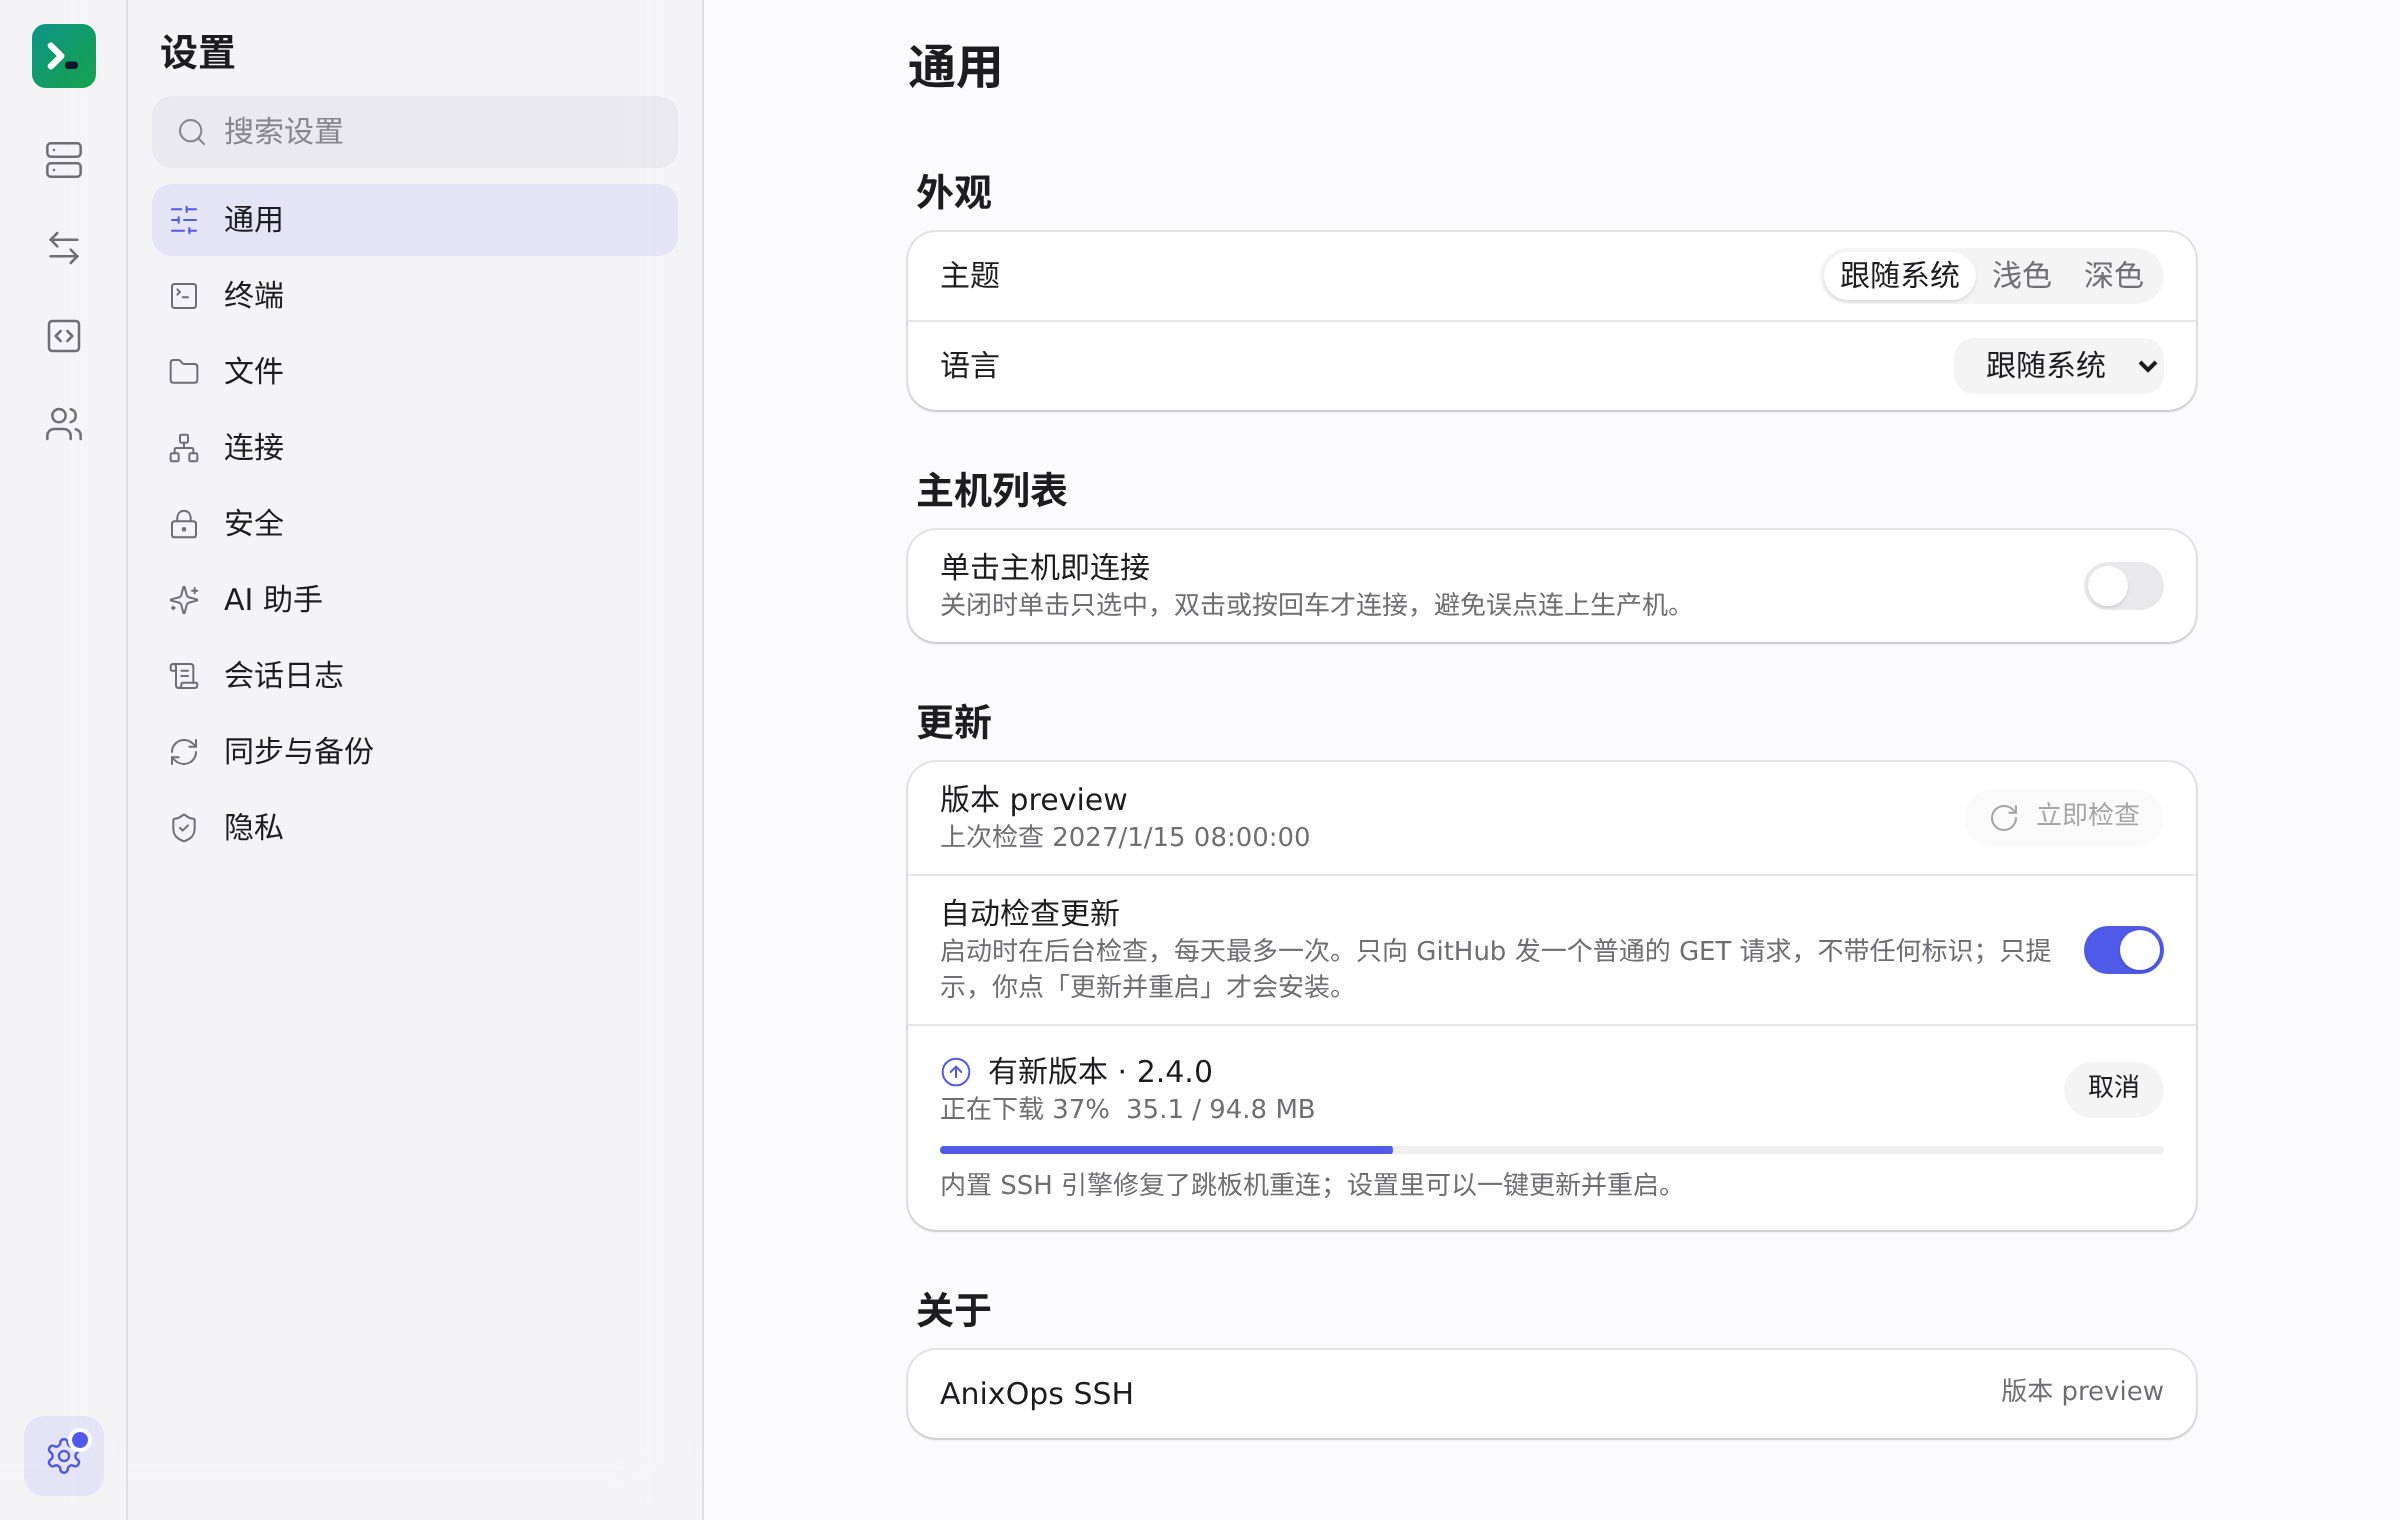 设置
搜索设置
通用
终端
文件
连接
安全
AI 助手
会话日志
同步与备份
隐私
通用
外观
主题
跟随系统 浅色 深色
语言
跟随系统
主机列表
单击主机即连接
关闭时单击只选中，双击或按回车才连接，避免误点连上生产机。
更新
版本 preview
上次检查 2027/1/15 08:00:00
立即检查
自动检查更新
启动时在后台检查，每天最多一次。只向 GitHub 发一个普通的 GET 请求，不带任何标识；只提
示，你点「更新并重启」才会安装。
有新版本 · 2.4.0
正在下载 37% 35.1 / 94.8 MB
取消
内置 SSH 引擎修复了跳板机重连；设置里可以一键更新并重启。
关于
AnixOps SSH
版本 preview